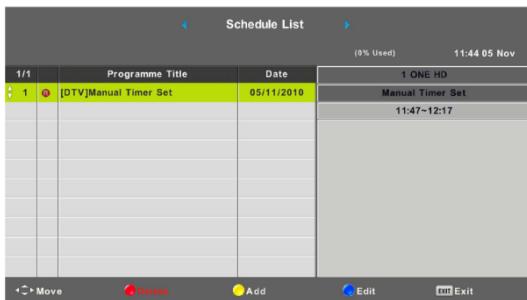 Schedule List
(0% Used) 11:44 05 Nov
1/1 Programme Title Date 1 ONE HD
1 R [DTV]Manual Timer Set 05/11/2010 Manual Timer Set
11:47~12:17
Move Delete Add Edit EXIT Exit